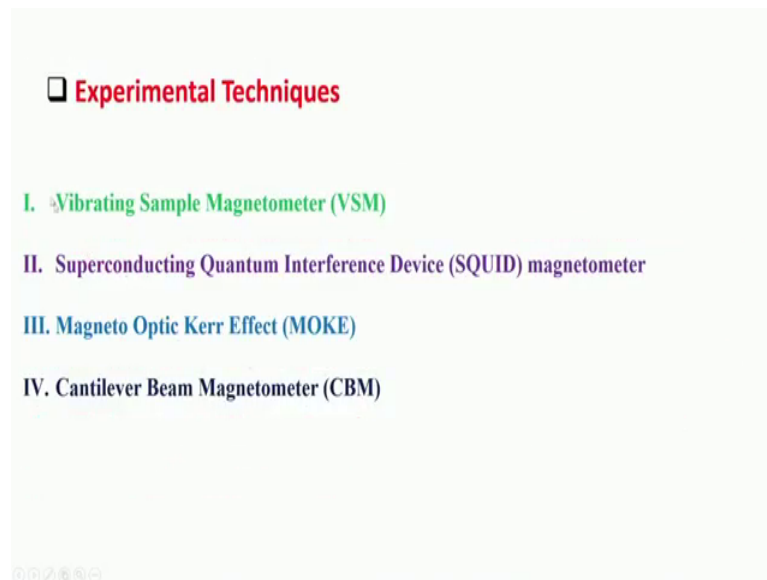 Experimental Techniques
I. Vibrating Sample Magnetometer (VSM)
II. Superconducting Quantum Interference Device (SQUID) magnetometer
III. Magneto Optic Kerr Effect (MOKE)
IV. Cantilever Beam Magnetometer (CBM)